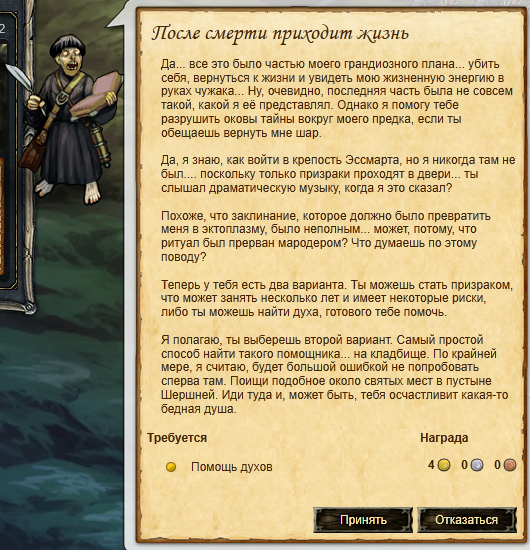 2
После смерти приходит жизнь
Да... все это было частью моего грандиозного плана... убить
себя, вернуться к жизни и увидеть мою жизненную энергию в
руках чужака... Ну, очевидно, последняя часть была не совсем
такой, какой я её представлял. Однако я помогу тебе
разрушить оковы тайны вокруг моего предка, если ты
обещаешь вернуть мне шар.
Да, я знаю, как войти в крепость Эссмарта, но я никогда там не
был.... поскольку только призраки проходят в двери... ты
слышал драматическую музыку, когда я это сказал?
Похоже, что заклинание, которое должно было превратить
меня в эктоплазму, было неполным... может, потому, что
ритуал был прерван мародером? Что думаешь по этому
поводу?
Теперь у тебя есть два варианта. Ты можешь стать призраком,
что может занять несколько лет и имеет некоторые риски,
либо ты можешь найти духа, готового тебе помочь.
Я полагаю, ты выберешь второй вариант. Самый простой
способ найти такого помощника... на кладбище. По крайней
мере, я считаю, будет большой ошибкой не попробовать
сперва там. Поищи подобное около святых мест в пустыне
Шершней. Иди туда и, может быть, тебя осчастливит какая-то
бедная душа.
Требуется Награда
Помощь духов 4 0 0
Принять Отказаться